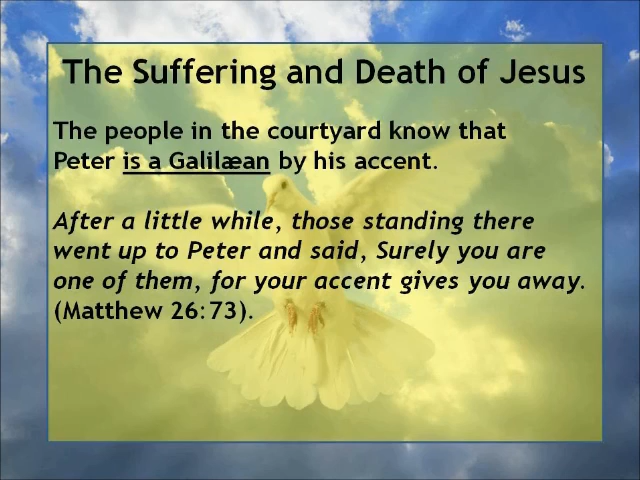 The Suffering and Death of Jesus
The people in the courtyard know that
Peter is a Galilæan by his accent.
After a little while, those standing there
went up to Peter and said, Surely you are
one of them, for your accent gives you away.
(Matthew 26:73).